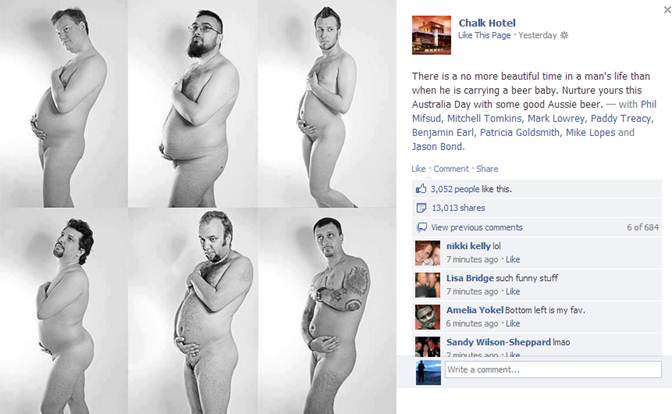 Chalk Hotel
Like This Page · Yesterday
There is a no more beautiful time in a man's life than
when he is carrying a beer baby. Nurture yours this
Australia Day with some good Aussie beer. — with Phil
Mifsud, Mitchell Tomkins, Mark Lowrey, Paddy Treacy,
Benjamin Earl, Patricia Goldsmith, Mike Lopes and
Jason Bond.
Like · Comment · Share
3,052 people like this.
13,013 shares
View previous comments 6 of 684
nikki kelly lol
7 minutes ago · Like
Lisa Bridge such funny stuff
7 minutes ago · Like
Amelia Yokel Bottom left is my fav.
6 minutes ago · Like
Sandy Wilson-Sheppard lmao
7 minutes ago · Like
Write a comment...